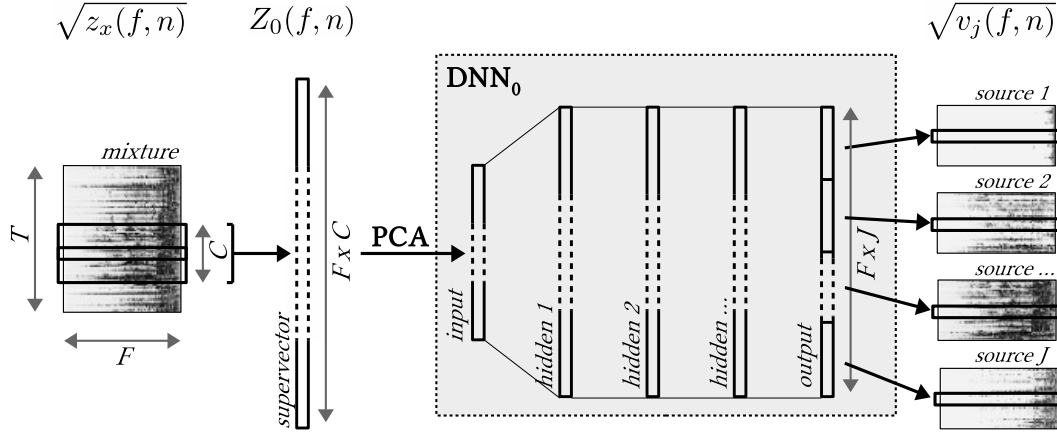 √z_x(f, n)
Z_0(f, n)
√v_j(f, n)
mixture
T
C
F
supervector
F x C
PCA
DNN_0
input
hidden 1
hidden 2
hidden ...
output
F x J
source 1
source 2
source ...
source J